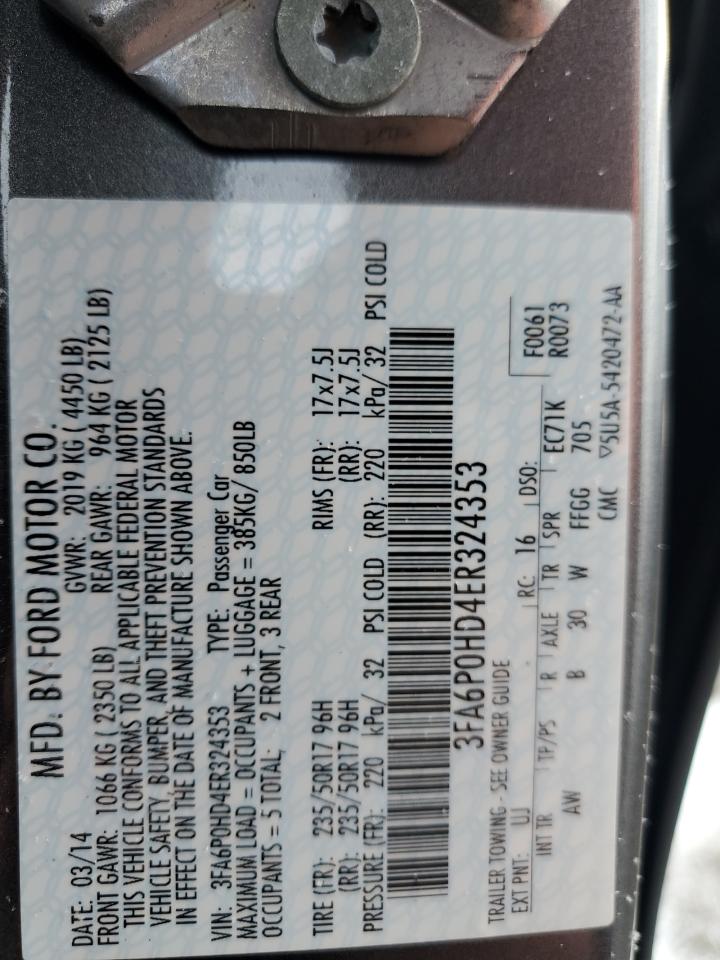 MFD. BY FORD MOTOR CO.
DATE: 03/14 GVWR: 2019 KG ( 4450 LB)
FRONT GAWR: 1066 KG ( 2350 LB) REAR GAWR: 964 KG ( 2125 LB)
THIS VEHICLE CONFORMS TO ALL APPLICABLE FEDERAL MOTOR
VEHICLE SAFETY, BUMPER, AND THEFT PREVENTION STANDARDS
IN EFFECT ON THE DATE OF MANUFACTURE SHOWN ABOVE.
VIN: 3FA6P0HD4ER324353 TYPE: Passenger Car
MAXIMUM LOAD = OCCUPANTS + LUGGAGE = 385KG/ 850LB
OCCUPANTS = 5 TOTAL; 2 FRONT, 3 REAR
TIRE (FR): 235/50R17 96H RIMS (FR): 17x7.5J
(RR): 235/50R17 96H (RR): 17x7.5J
PRESSURE (FR): 220 kPa/ 32 PSI COLD (RR): 220 kPa/ 32 PSI COLD
3FA6P0HD4ER324353
TRAILER TOWING - SEE OWNER GUIDE
F0061
R0073
EXT PNT: UJ RC: 16 DSO:
INT TR TP/PS R AXLE TR SPR EC71K
AW B 30 W FFGG 705
CMC ▽5U5A-5420472-AA